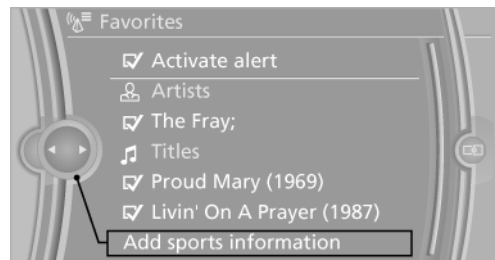 Favorites
Activate alert
Artists
The Fray;
Titles
Proud Mary (1969)
Livin' On A Prayer (1987)
Add sports information